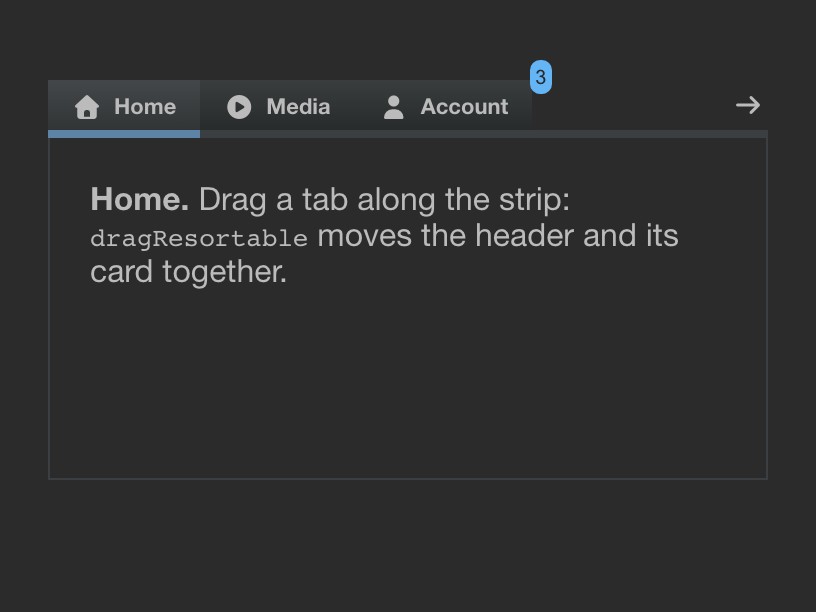 3
Home Media Account
Home. Drag a tab along the strip:
dragResortable moves the header and its
card together.